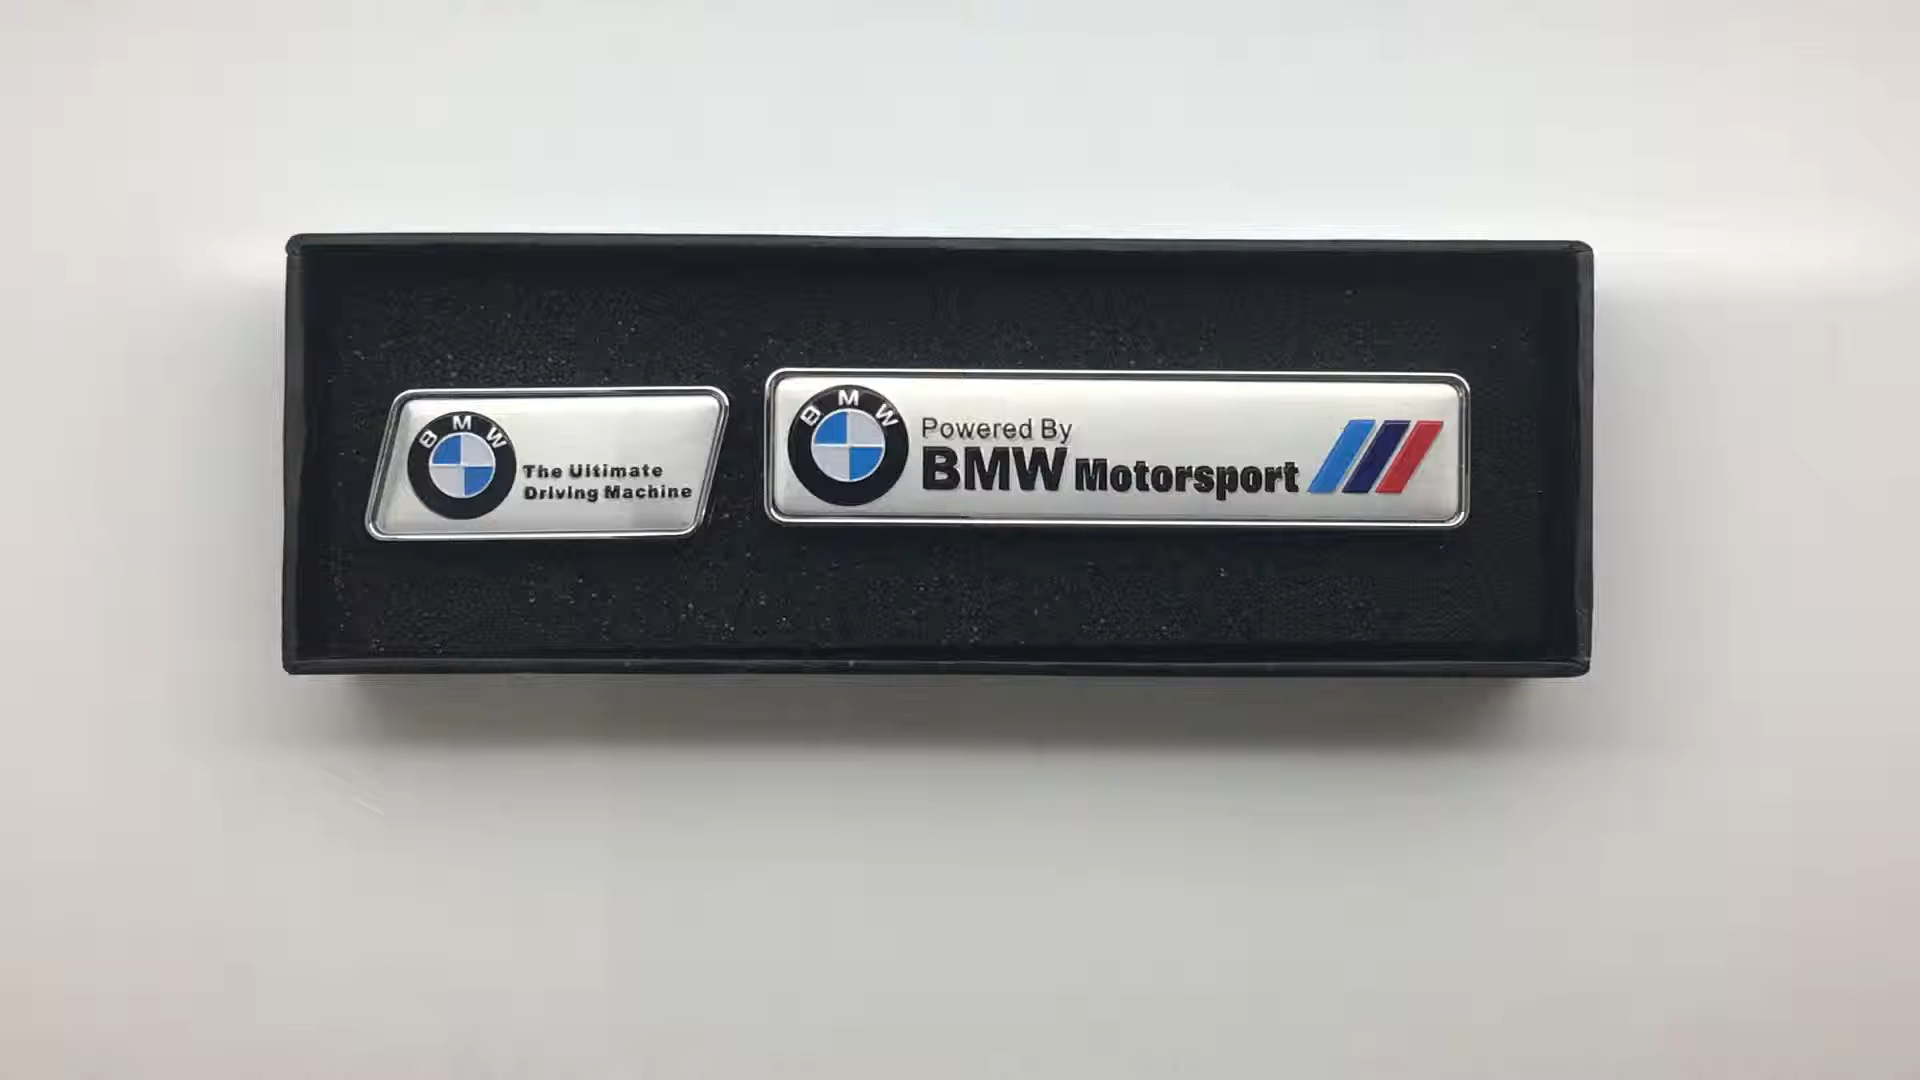 BMW
The Ultimate
Driving Machine
BMW
Powered By
BMW Motorsport